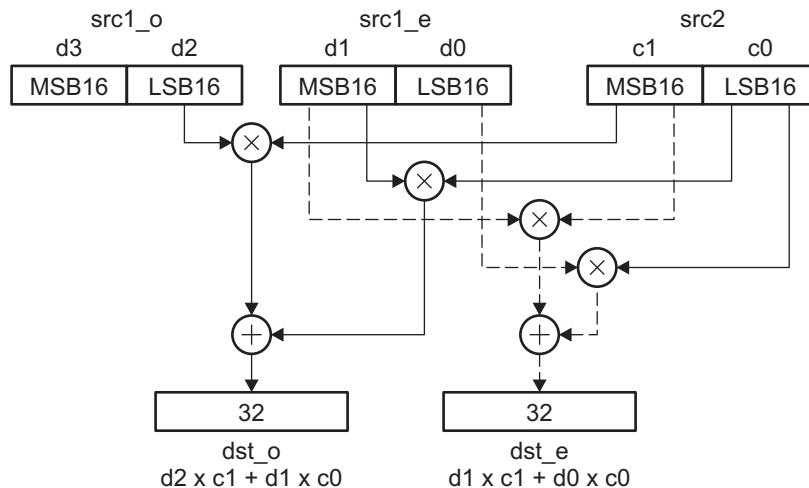 src1_o src1_e src2
d3 d2 d1 d0 c1 c0
MSB16 LSB16 MSB16 LSB16 MSB16 LSB16
× ×
×
×
+ +
32 32
dst_o dst_e
d2 x c1 + d1 x c0 d1 x c1 + d0 x c0